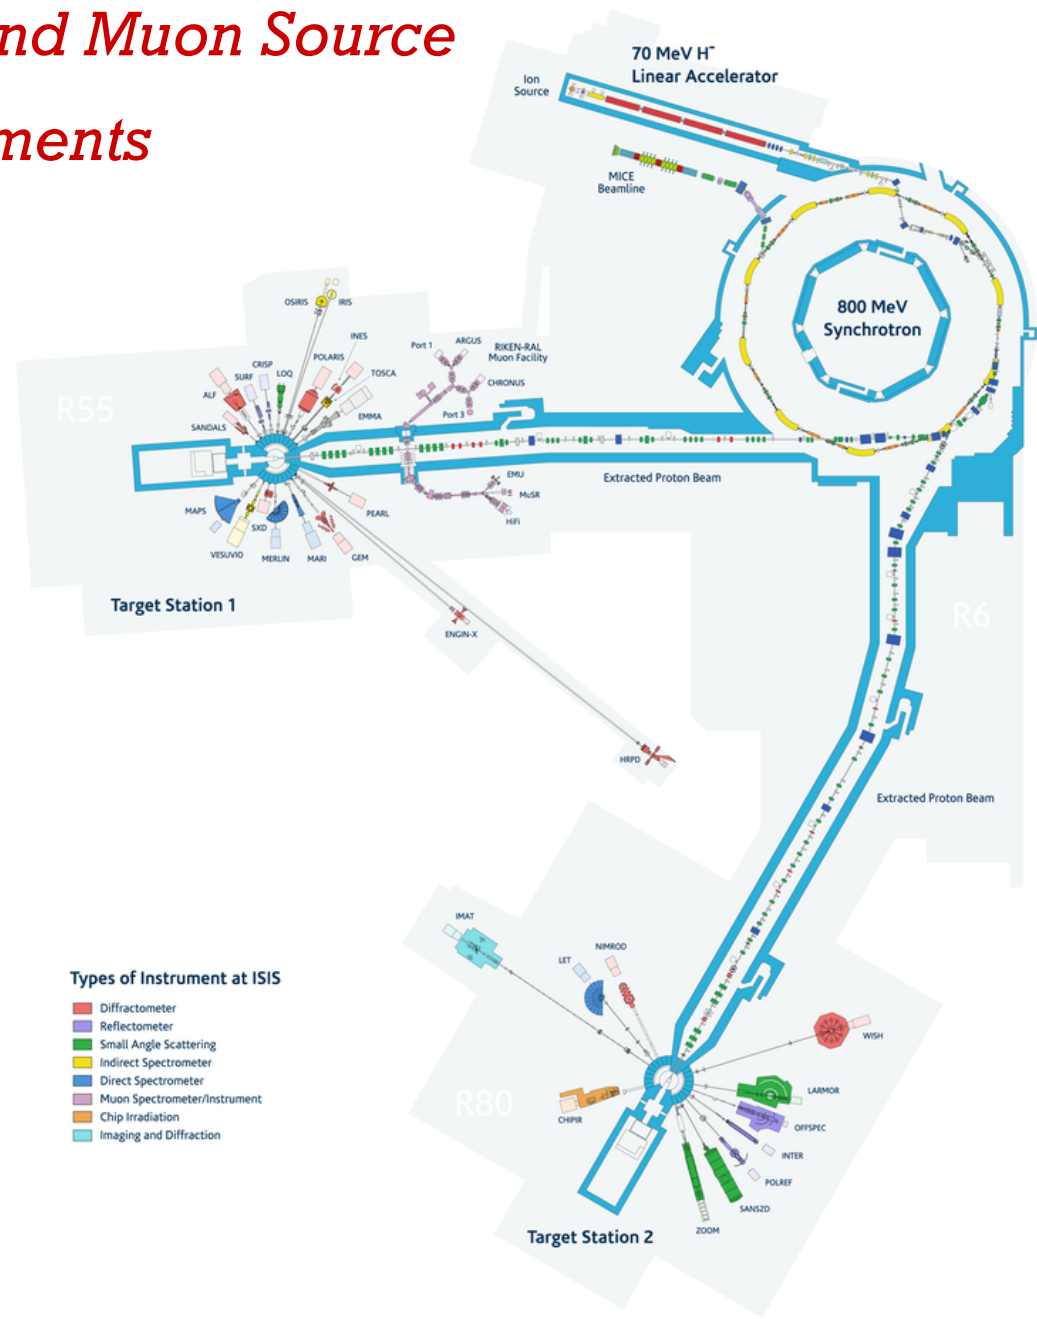 nd Muon Source
ments
70 MeV H⁻
Linear Accelerator
Ion
Source
MICE
Beamline
800 MeV
Synchrotron
OSIRIS
IRIS
INES
POLARIS
TOSCA
CRISP
SURF
LOQ
ALF
EMMA
SANDALS
R55
Port 1
ARGUS
RIKEN-RAL
Muon Facility
CHRONUS
Port 3
Extracted Proton Beam
EMU
MuSR
HiFi
PEARL
MAPS
SXD
VESUVIO
MERLIN
MARI
GEM
Target Station 1
ENGIN-X
R6
HRPD
Extracted Proton Beam
IMAT
NIMROD
LET
WISH
LARMOR
OFFSPEC
INTER
POLREF
SANS2D
ZOOM
CHIPIR
R80
Target Station 2
Types of Instrument at ISIS
Diffractometer
Reflectometer
Small Angle Scattering
Indirect Spectrometer
Direct Spectrometer
Muon Spectrometer/Instrument
Chip Irradiation
Imaging and Diffraction